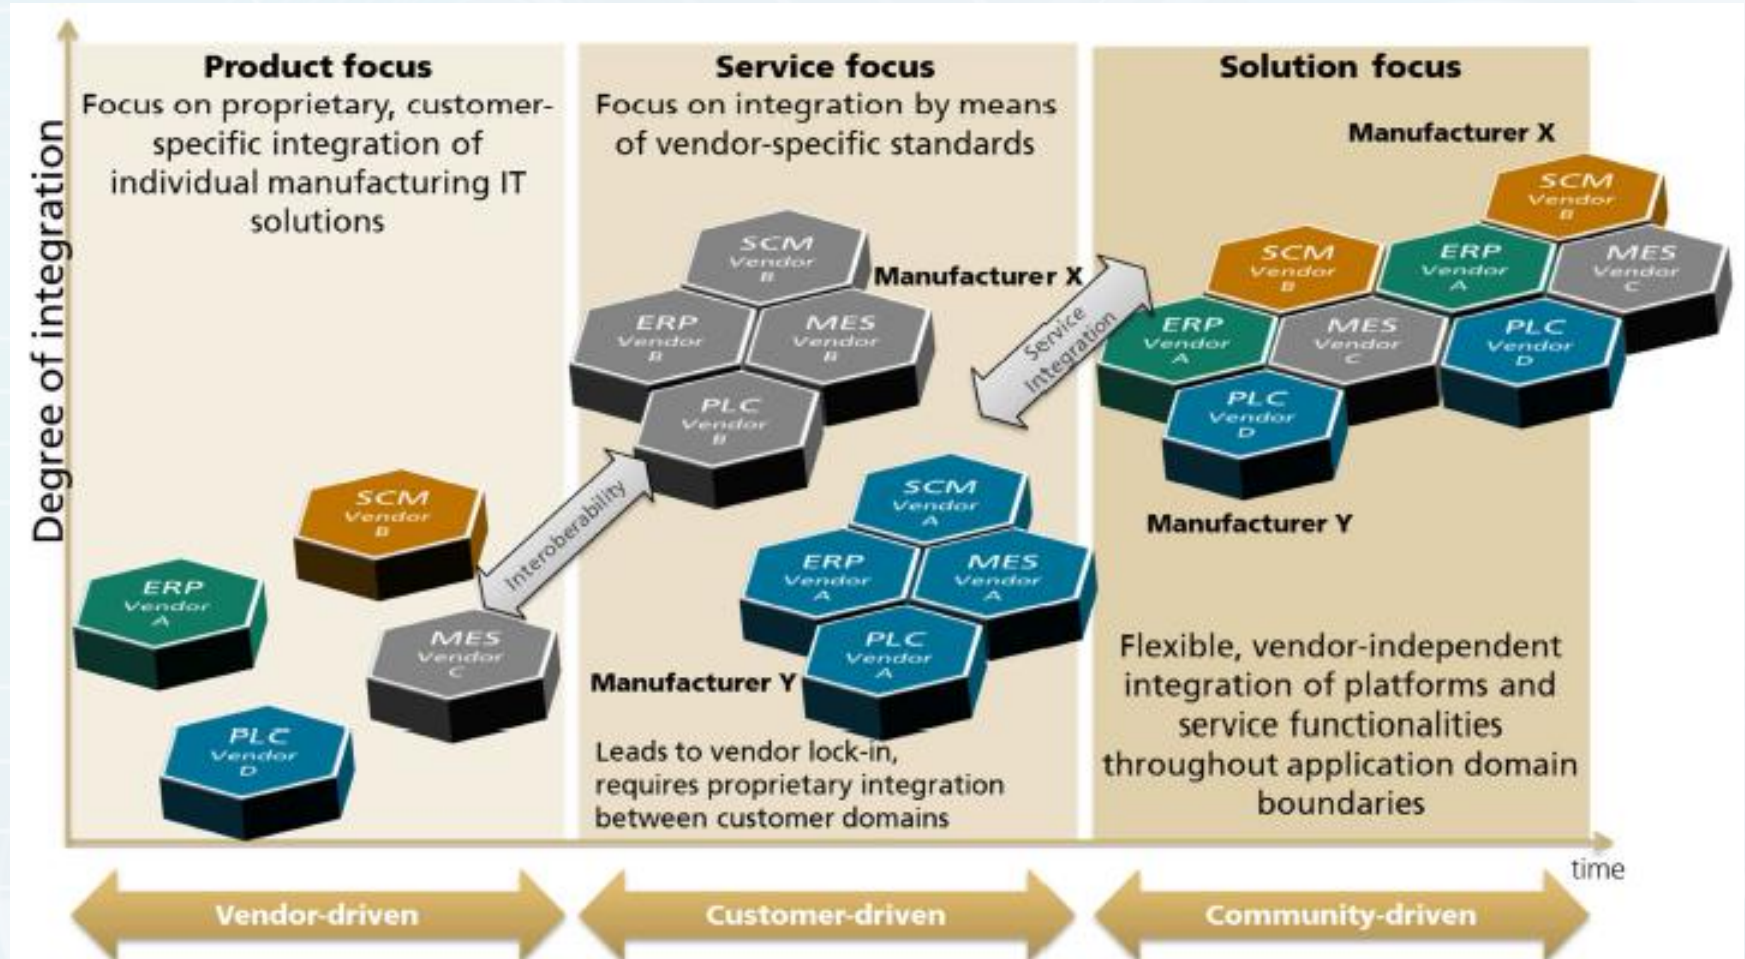 Degree of integration
Product focus
Focus on proprietary, customer-
specific integration of
individual manufacturing IT
solutions
SCM
Vendor
B
ERP
Vendor
A
MES
Vendor
C
PLC
Vendor
D
Interoberability
Service focus
Focus on integration by means
of vendor-specific standards
SCM
Vendor
B
Manufacturer X
ERP
Vendor
B
MES
Vendor
B
PLC
Vendor
B
SCM
Vendor
A
ERP
Vendor
A
MES
Vendor
A
PLC
Vendor
A
Manufacturer Y
Leads to vendor lock-in,
requires proprietary integration
between customer domains
Service
Integration
Solution focus
Manufacturer X
SCM
Vendor
B
SCM
Vendor
B
ERP
Vendor
A
MES
Vendor
C
ERP
Vendor
A
MES
Vendor
C
PLC
Vendor
D
PLC
Vendor
D
Manufacturer Y
Flexible, vendor-independent
integration of platforms and
service functionalities
throughout application domain
boundaries
time
Vendor-driven
Customer-driven
Community-driven